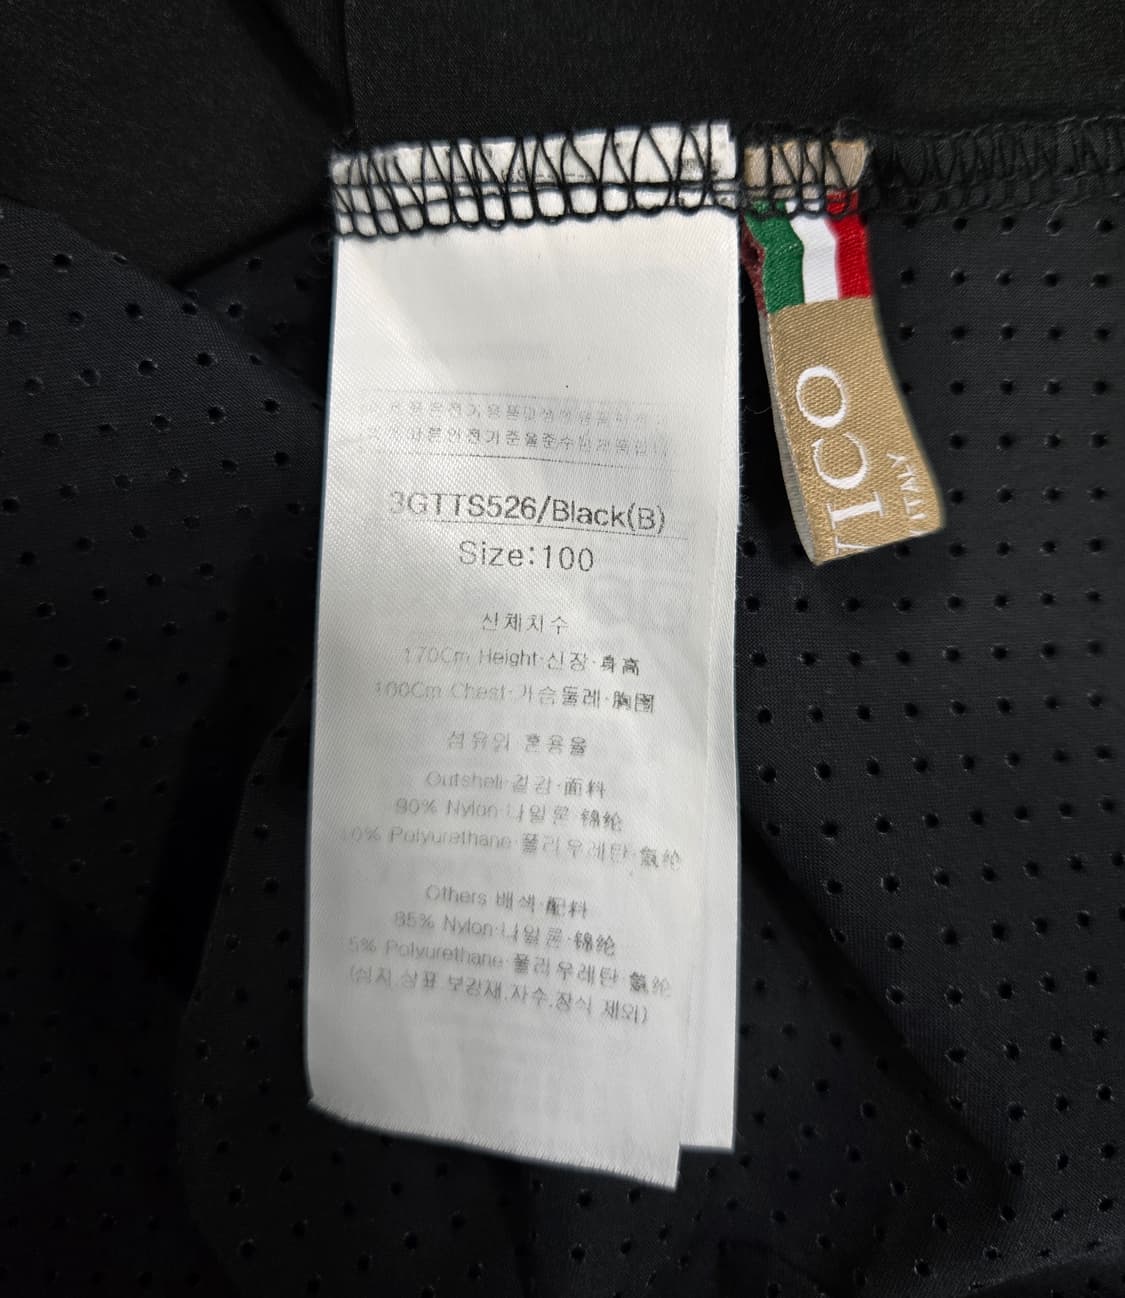 3GTTS526/Black(B)
Size:100
신체치수
170Cm Height·신장·身高
100Cm Chest·가슴둘레·胸围
섬유의 혼용율
Outshell·겉감·面料
90% Nylon·나일론·锦纶
10% Polyurethane·폴리우레탄·氨纶
Others 배색·配料
85% Nylon·나일론·锦纶
5% Polyurethane·폴리우레탄·氨纶
(심지,상표,보강재,자수,장식 제외)
VICO
ITALY